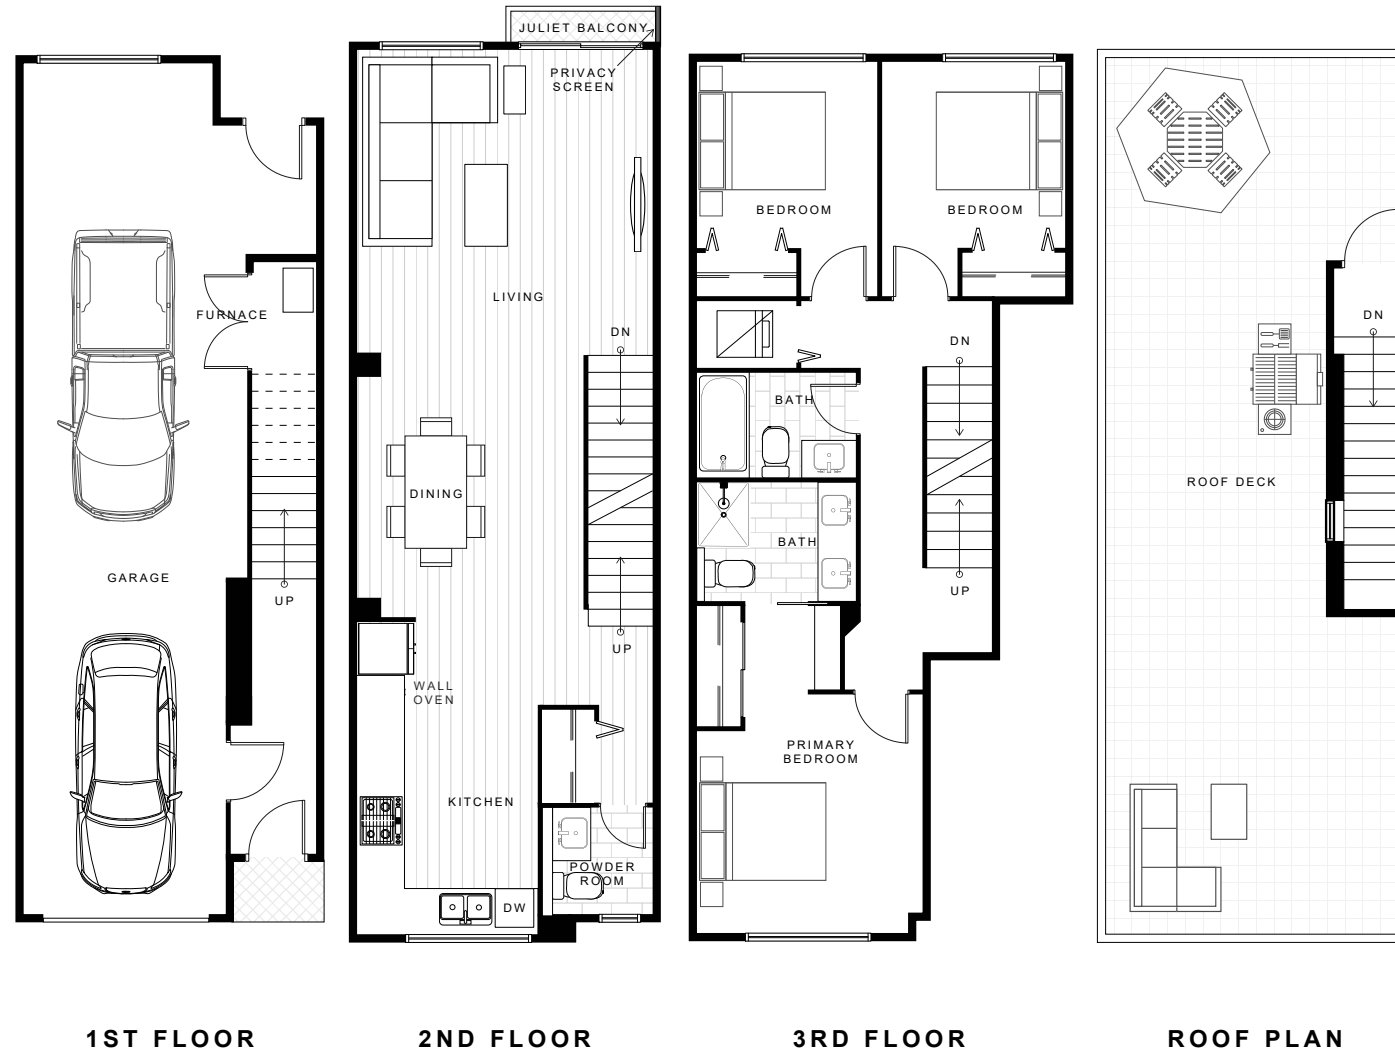 FURNACE
GARAGE
UP
1ST FLOOR
JULIET BALCONY
PRIVACY
SCREEN
LIVING
DN
DINING
UP
WALL
OVEN
KITCHEN
POWDER
ROOM
DW
2ND FLOOR
BEDROOM
BEDROOM
DN
BATH
BATH
UP
PRIMARY
BEDROOM
3RD FLOOR
DN
ROOF DECK
ROOF PLAN